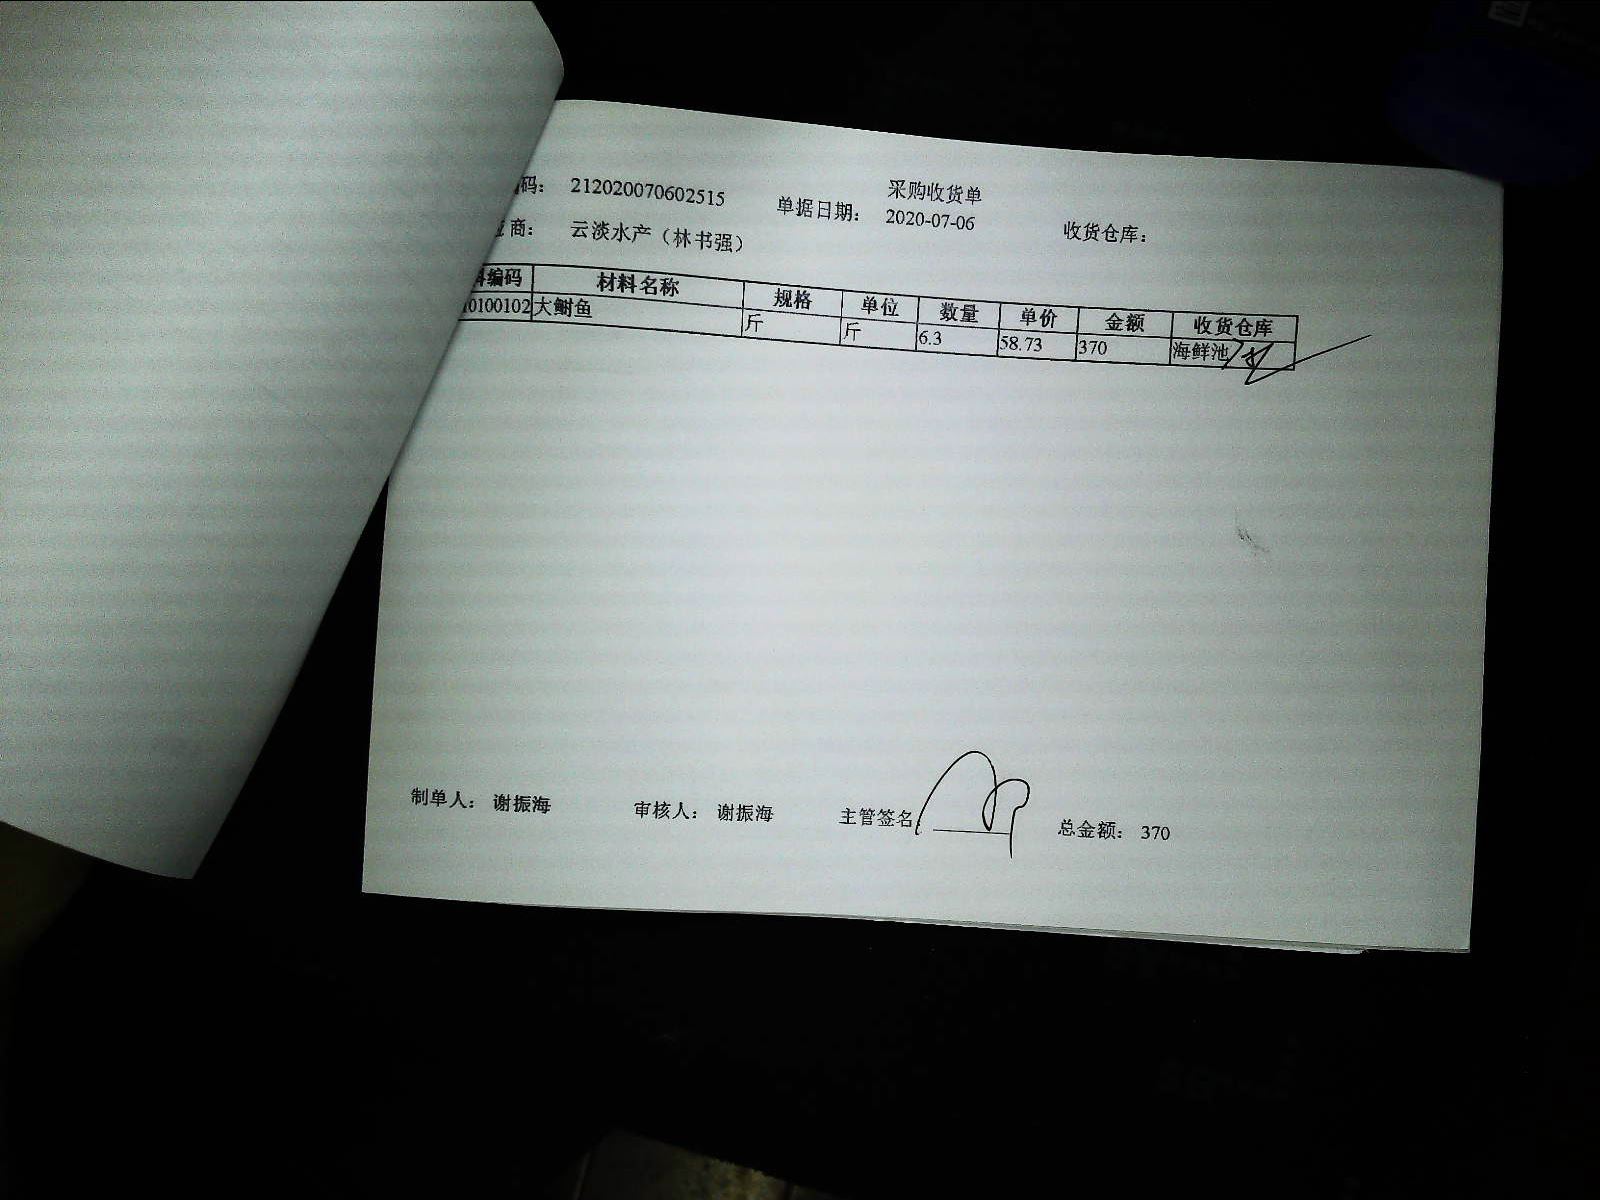 采购收货单
码： 212020070602515 单据日期： 2020-07-06 收货仓库：
商： 云淡水产（林书强）
编码 材料名称 规格 单位 数量 单价 金额 收货仓库
0100102 大鲥鱼 斤 斤 6.3 58.73 370 海鲜池
制单人： 谢振海 审核人： 谢振海 主管签名： 总金额： 370